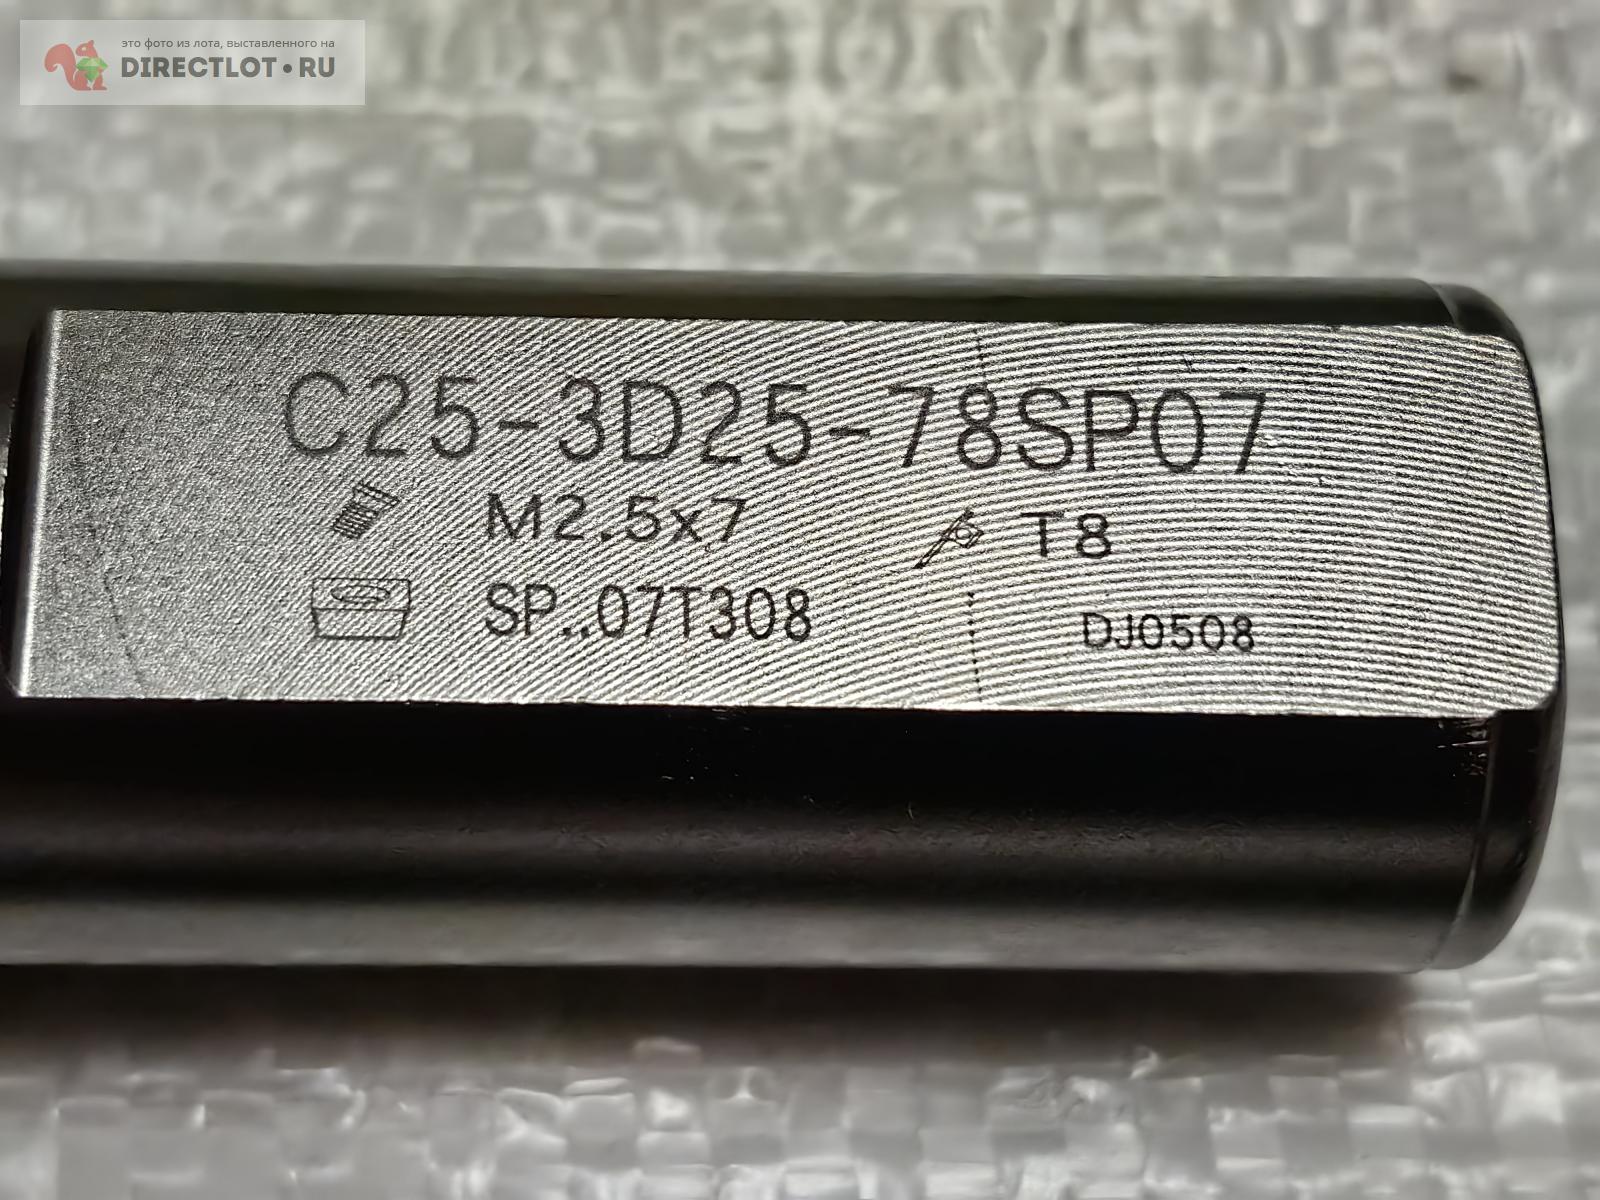 это фото из лота, выставленного на
DIRECTLOT•RU
C25-3D25-78SP07
M2.5x7 T8
SP..07T308 DJ0508